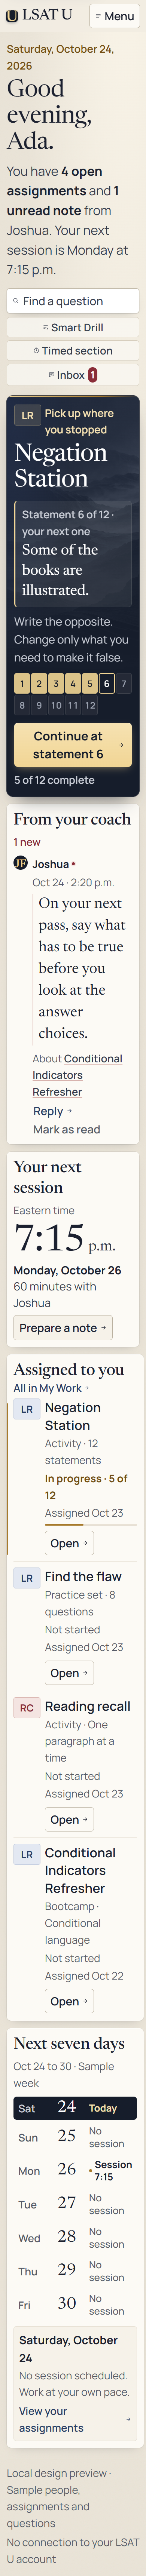 LSAT U
Menu
Saturday, October 24,
2026
Good
evening,
Ada.
You have 4 open
assignments and 1
unread note from
Joshua. Your next
session is Monday at
7:15 p.m.
Find a question
Smart Drill
Timed section
Inbox 1
LR Pick up where
you stopped
Negation
Station
Statement 6 of 12 ·
your next one
Some of the
books are
illustrated.
Write the opposite.
Change only what you
need to make it false.
1 2 3 4 5 6 7
8 9 10 11 12
Continue at
statement 6 →
5 of 12 complete
From your coach
1 new
JF Joshua •
Oct 24 · 2:20 p.m.
On your next
pass, say what
has to be true
before you
look at the
answer
choices.
About Conditional
Indicators
Refresher
Reply →
Mark as read
Your next
session
Eastern time
7:15 p.m.
Monday, October 26
60 minutes with
Joshua
Prepare a note →
Assigned to you
All in My Work →
LR Negation
Station
Activity · 12
statements
In progress · 5 of
12
Assigned Oct 23
Open →
LR Find the flaw
Practice set · 8
questions
Not started
Assigned Oct 23
Open →
RC Reading recall
Activity · One
paragraph at a
time
Not started
Assigned Oct 23
Open →
LR Conditional
Indicators
Refresher
Bootcamp ·
Conditional
language
Not started
Assigned Oct 22
Open →
Next seven days
Oct 24 to 30 · Sample
week
Sat 24 Today
Sun 25 No
session
Mon 26 • Session
7:15
Tue 27 No
session
Wed 28 No
session
Thu 29 No
session
Fri 30 No
session
Saturday, October
24
No session scheduled.
Work at your own pace.
View your
assignments →
Local design preview ·
Sample people,
assignments and
questions
No connection to your LSAT
U account